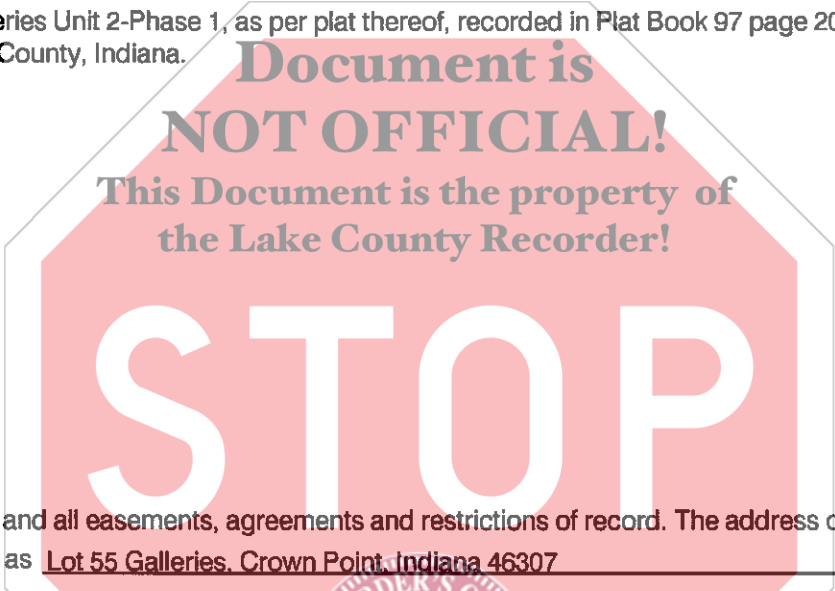 ries Unit 2-Phase 1, as per plat thereof, recorded in Plat Book 97 page 20
County, Indiana.
Document is
NOT OFFICIAL!
This Document is the property of
the Lake County Recorder!
STOP
and all easements, agreements and restrictions of record. The address
as Lot 55 Galleries, Crown Point, Indiana 46307